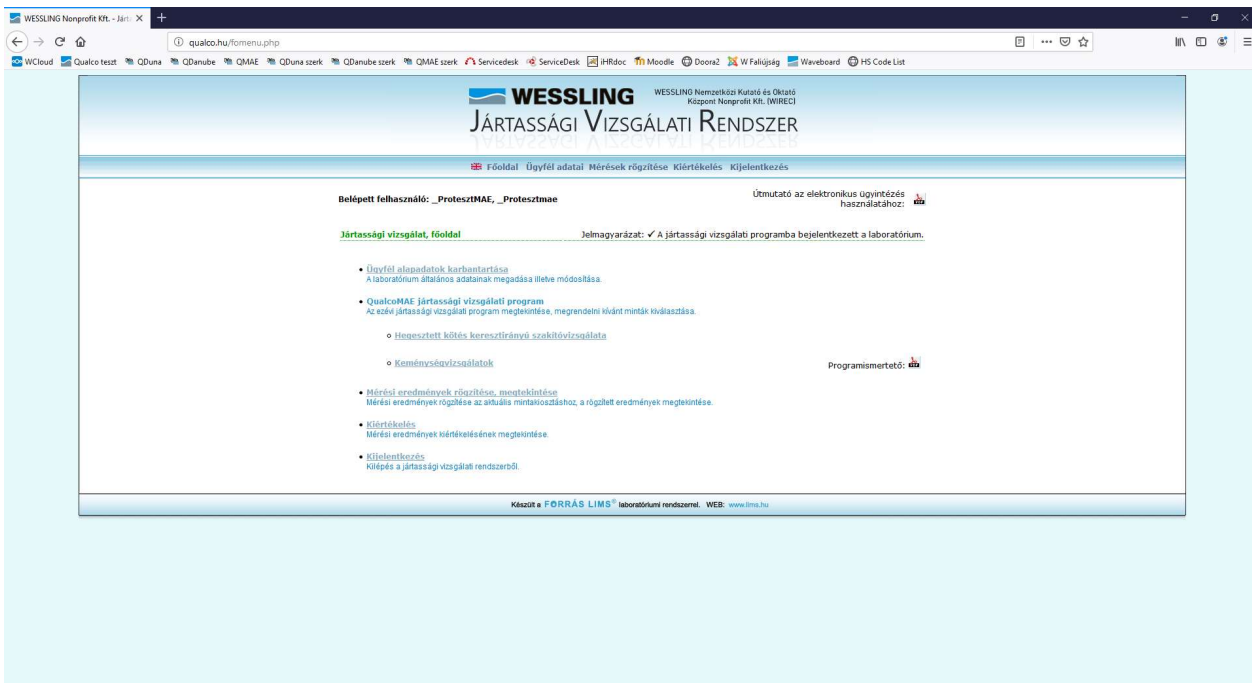 WESSLING Nonprofit Kft. - Járt
qualco.hu/fomenu.php
WCloud Qualco teszt QDuna QDanube QMAE QDuna szerk QDanube szerk QMAE szerk Servicedesk ServiceDesk iHRdoc Moodle Doora2 W Faliújság Waveboard HS Code List
WESSLING
WESSLING Nemzetközi Kutató és Oktató
Központ Nonprofit Kft. (WIREC)
JÁRTASSÁGI VIZSGÁLATI RENDSZER
Főoldal Ügyfél adatai Mérések rögzítése Kiértékelés Kijelentkezés
Belépett felhasználó: _ProtesztMAE, _Protesztmae
Útmutató az elektronikus ügyintézés
használatához:
Jártassági vizsgálat, főoldal
Jelmagyarázat: ✓ A jártassági vizsgálati programba bejelentkezett a laboratórium.
• Ügyfél alapadatok karbantartása
A laboratórium általános adatainak megadása illetve módosítása.
• QualcoMAE jártassági vizsgálati program
Az ezévi jártassági vizsgálati program megtekintése, megrendelni kívánt minták kiválasztása.
Hegesztett kötés keresztirányú szakítóvizsgálata
Keménységvizsgálatok
Programismertető:
• Mérési eredmények rögzítése, megtekintése
Mérési eredmények rögzítése az aktuális mintakiosztáshoz, a rögzített eredmények megtekintése.
• Kiértékelés
Mérési eredmények kiértékelésének megtekintése.
• Kijelentkezés
Kilépés a jártassági vizsgálati rendszerből.
Készült a FORRÁS LIMS® laboratóriumi rendszerrel. WEB: www.lims.hu